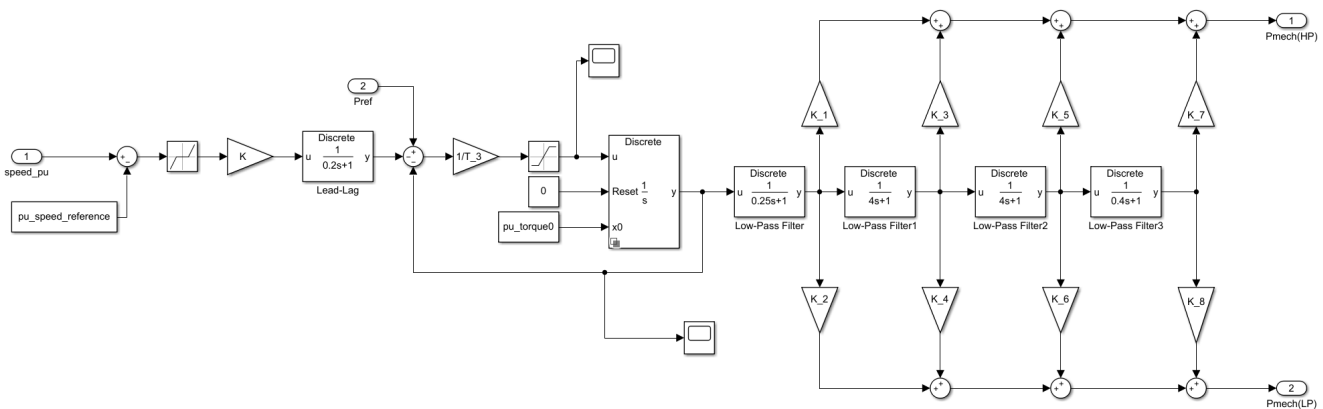 1
speed_pu
pu_speed_reference
+
−
K
Discrete
1
0.2s+1
u
y
Lead-Lag
2
Pref
+
−
−
1/T_3
0
pu_torque0
Discrete
u
Reset
x0
1
s
y
Discrete
1
0.25s+1
u
y
Low-Pass Filter
Discrete
1
4s+1
u
y
Low-Pass Filter1
Discrete
1
4s+1
u
y
Low-Pass Filter2
Discrete
1
0.4s+1
u
y
Low-Pass Filter3
K_1
K_3
K_5
K_7
+
+
+
+
+
+
1
Pmech(HP)
K_2
K_4
K_6
K_8
+
+
+
+
+
+
2
Pmech(LP)